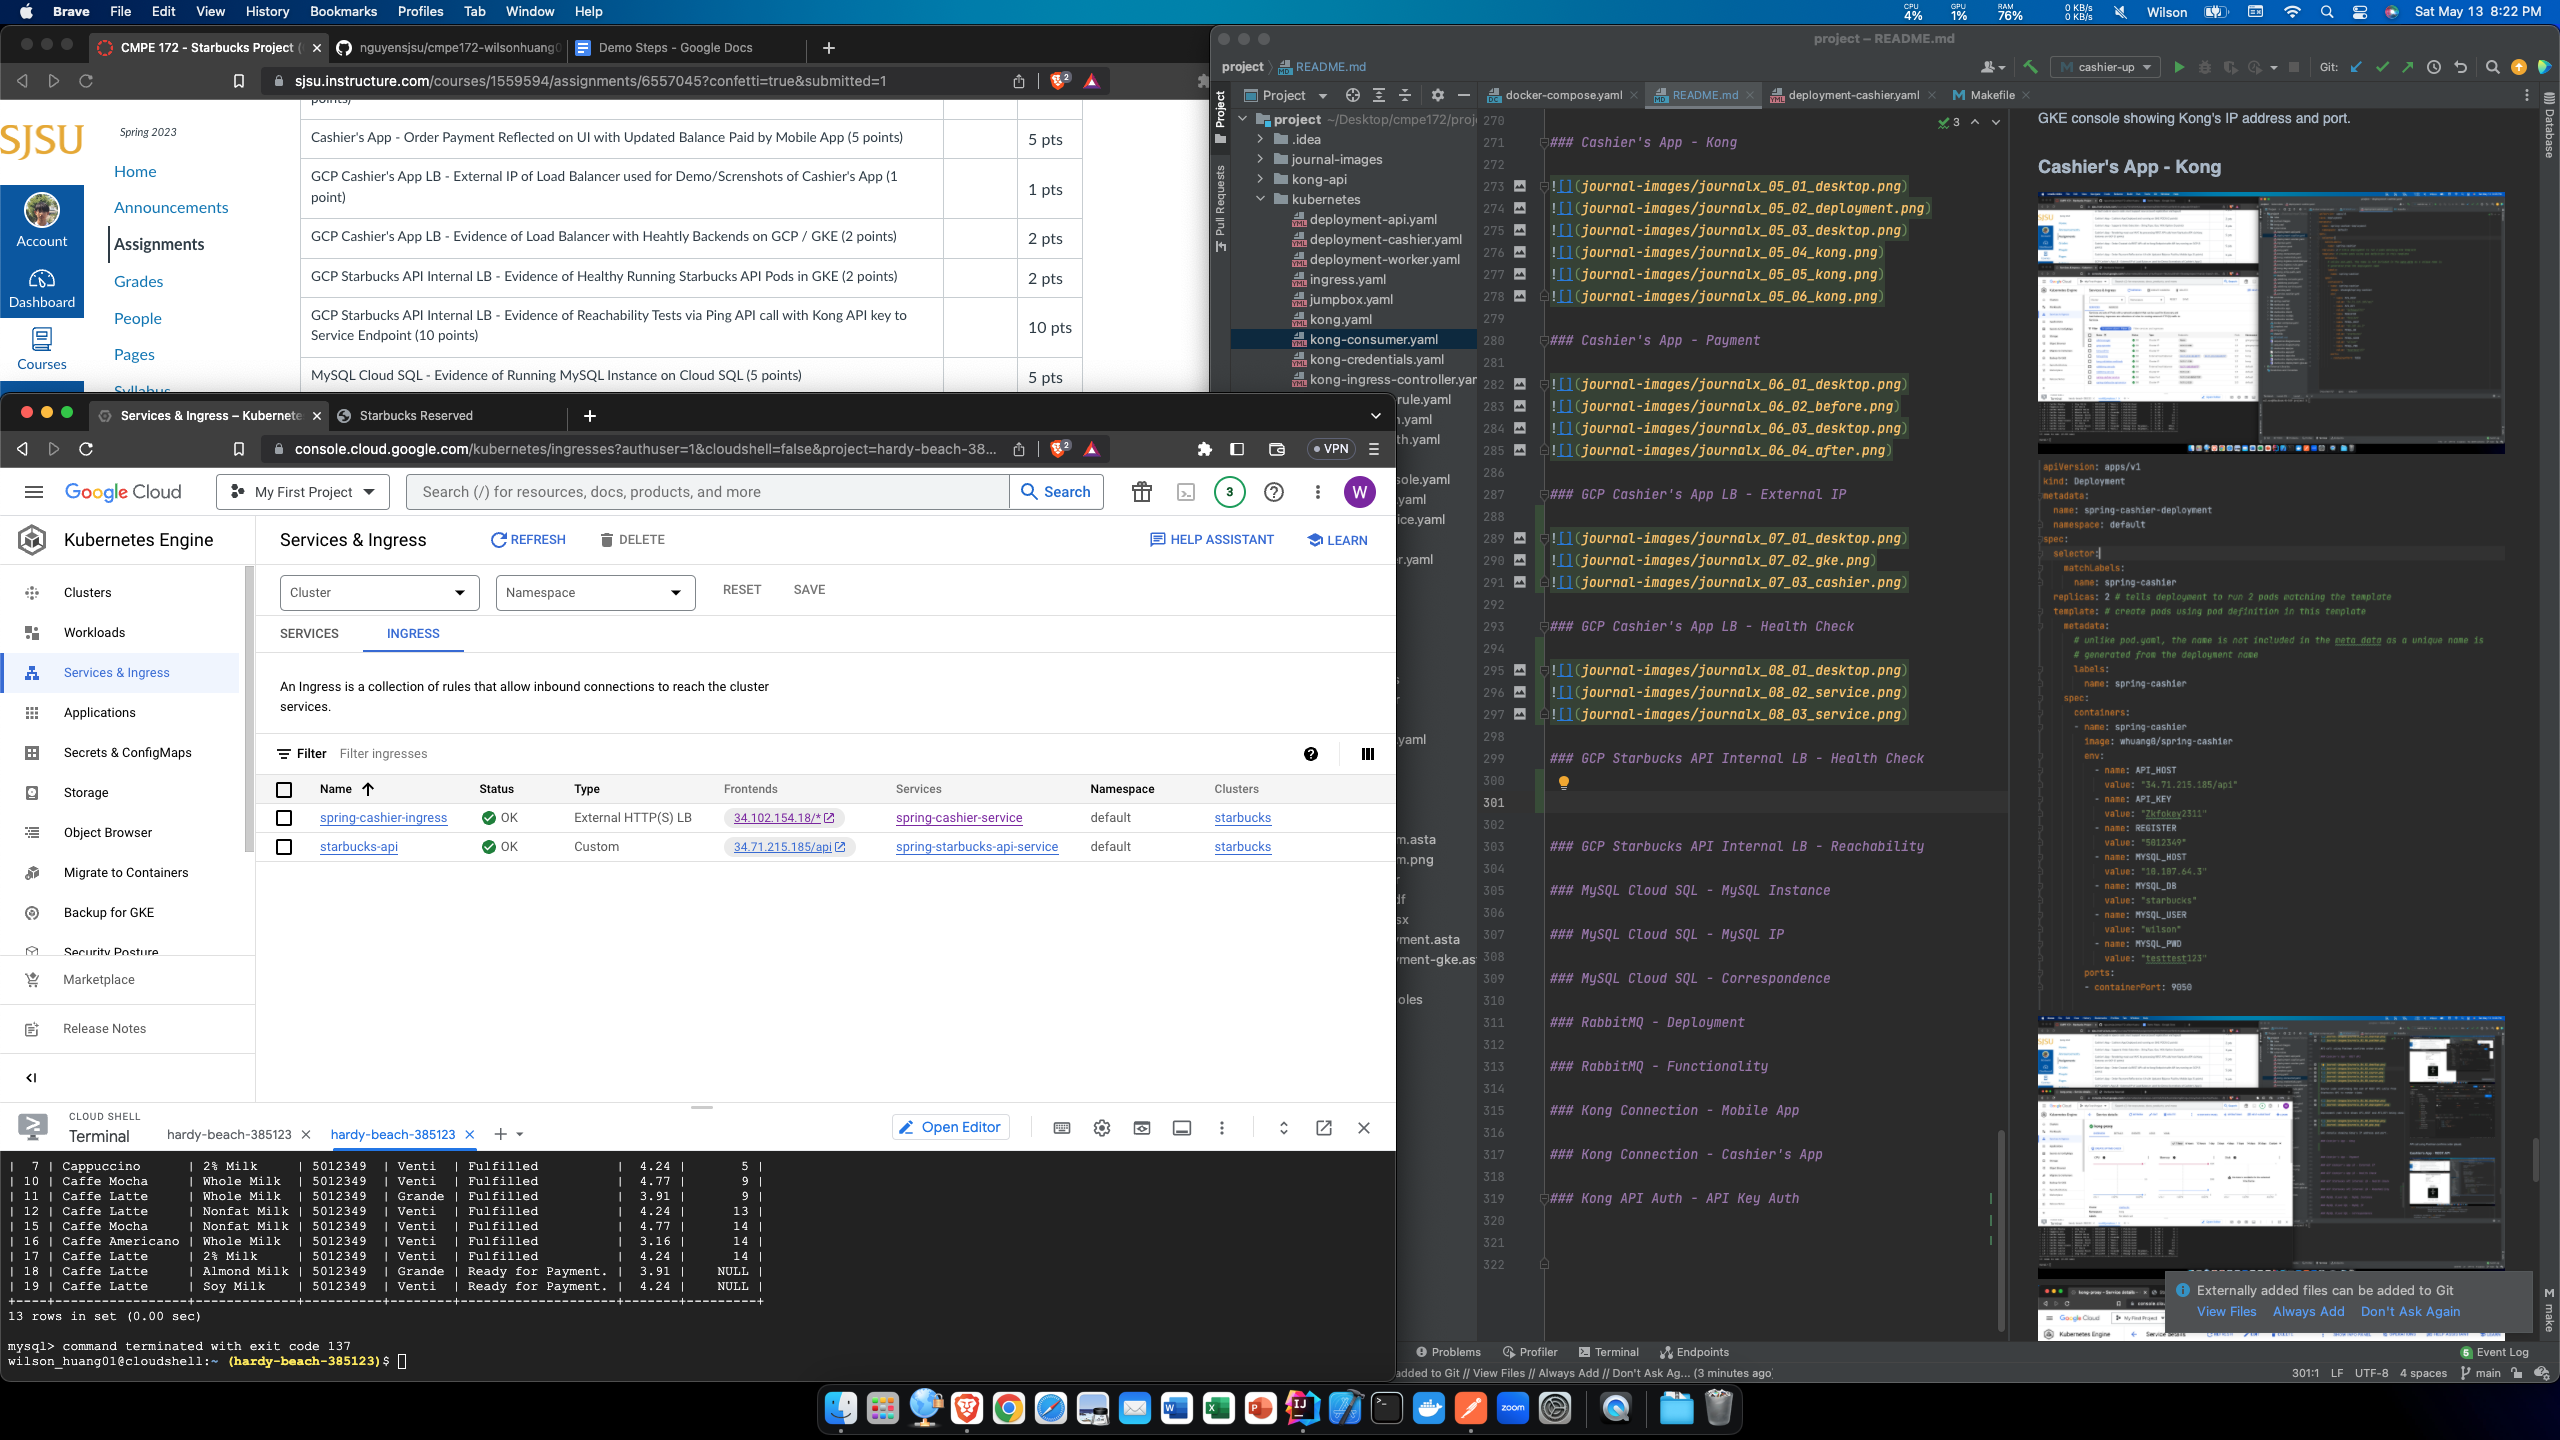 Brave File Edit View History Bookmarks Profiles Tab Window Help
CPU 4% GPU 1% RAM 76% 0 KB/s 0 KB/s Wilson Sat May 13 8:22 PM
CMPE 172 - Starbucks Project (
nguyensjsu/cmpe172-wilsonhuang0
Demo Steps - Google Docs
sjsu.instructure.com/courses/1559594/assignments/6557045?confetti=true&submitted=1
SJSU
Account
Dashboard
Courses
Spring 2023
Home
Announcements
Assignments
Grades
People
Pages
Syllabus
points)
Cashier's App - Order Payment Reflected on UI with Updated Balance Paid by Mobile App (5 points)
5 pts
GCP Cashier's App LB - External IP of Load Balancer used for Demo/Screnshots of Cashier's App (1
point)
1 pts
GCP Cashier's App LB - Evidence of Load Balancer with Heahtly Backends on GCP / GKE (2 points)
2 pts
GCP Starbucks API Internal LB - Evidence of Healthy Running Starbucks API Pods in GKE (2 points)
2 pts
GCP Starbucks API Internal LB - Evidence of Reachability Tests via Ping API call with Kong API key to
Service Endpoint (10 points)
10 pts
MySQL Cloud SQL - Evidence of Running MySQL Instance on Cloud SQL (5 points)
5 pts
Services & Ingress – Kubernete
Starbucks Reserved
console.cloud.google.com/kubernetes/ingresses?authuser=1&cloudshell=false&project=hardy-beach-38...
VPN
Google Cloud
My First Project
Search (/) for resources, docs, products, and more
Search
3
W
Kubernetes Engine
Services & Ingress
REFRESH
DELETE
HELP ASSISTANT
LEARN
Clusters
Workloads
Services & Ingress
Applications
Secrets & ConfigMaps
Storage
Object Browser
Migrate to Containers
Backup for GKE
Security Posture
Marketplace
Release Notes
Cluster
Namespace
RESET
SAVE
SERVICES
INGRESS
An Ingress is a collection of rules that allow inbound connections to reach the cluster
services.
Filter Filter ingresses
Name Status Type Frontends Services Namespace Clusters
spring-cashier-ingress OK External HTTP(S) LB 34.102.154.18/* spring-cashier-service default starbucks
starbucks-api OK Custom 34.71.215.185/api spring-starbucks-api-service default starbucks
CLOUD SHELL
Terminal
hardy-beach-385123
hardy-beach-385123
Open Editor
| 7 | Cappuccino | 2% Milk | 5012349 | Venti | Fulfilled | 4.24 | 5 |
| 10 | Caffe Mocha | Whole Milk | 5012349 | Venti | Fulfilled | 4.77 | 9 |
| 11 | Caffe Latte | Whole Milk | 5012349 | Grande | Fulfilled | 3.91 | 9 |
| 12 | Caffe Latte | Nonfat Milk | 5012349 | Venti | Fulfilled | 4.24 | 13 |
| 15 | Caffe Mocha | Nonfat Milk | 5012349 | Venti | Fulfilled | 4.77 | 14 |
| 16 | Caffe Americano | Whole Milk | 5012349 | Venti | Fulfilled | 3.16 | 14 |
| 17 | Caffe Latte | 2% Milk | 5012349 | Venti | Fulfilled | 4.24 | 14 |
| 18 | Caffe Latte | Almond Milk | 5012349 | Grande | Ready for Payment. | 3.91 | NULL |
| 19 | Caffe Latte | Soy Milk | 5012349 | Venti | Ready for Payment. | 4.24 | NULL |
13 rows in set (0.00 sec)
mysql> command terminated with exit code 137
wilson_huang01@cloudshell:~ (hardy-beach-385123)$
project – README.md
project README.md
cashier-up
Git:
Project
docker-compose.yaml
README.md
deployment-cashier.yaml
Makefile
Project
Pull Requests
Database
make
project ~/Desktop/cmpe172/proj
.idea
journal-images
kong-api
kubernetes
deployment-api.yaml
deployment-cashier.yaml
deployment-worker.yaml
ingress.yaml
jumpbox.yaml
kong.yaml
kong-consumer.yaml
kong-credentials.yaml
kong-ingress-controller.yam
rule.yaml
3
270
271 ### Cashier's App - Kong
272
273 ![](journal-images/journalx_05_01_desktop.png)
274 ![](journal-images/journalx_05_02_deployment.png)
275 ![](journal-images/journalx_05_03_desktop.png)
276 ![](journal-images/journalx_05_04_kong.png)
277 ![](journal-images/journalx_05_05_kong.png)
278 ![](journal-images/journalx_05_06_kong.png)
279
280 ### Cashier's App - Payment
281
282 ![](journal-images/journalx_06_01_desktop.png)
283 ![](journal-images/journalx_06_02_before.png)
284 ![](journal-images/journalx_06_03_desktop.png)
285 ![](journal-images/journalx_06_04_after.png)
286
287 ### GCP Cashier's App LB - External IP
288
289 ![](journal-images/journalx_07_01_desktop.png)
290 ![](journal-images/journalx_07_02_gke.png)
291 ![](journal-images/journalx_07_03_cashier.png)
292
293 ### GCP Cashier's App LB - Health Check
294
295 ![](journal-images/journalx_08_01_desktop.png)
296 ![](journal-images/journalx_08_02_service.png)
297 ![](journal-images/journalx_08_03_service.png)
298
299 ### GCP Starbucks API Internal LB - Health Check
300
301
302
303 ### GCP Starbucks API Internal LB - Reachability
304
305 ### MySQL Cloud SQL - MySQL Instance
306
307 ### MySQL Cloud SQL - MySQL IP
308
309 ### MySQL Cloud SQL - Correspondence
310
311 ### RabbitMQ - Deployment
312
313 ### RabbitMQ - Functionality
314
315 ### Kong Connection - Mobile App
316
317 ### Kong Connection - Cashier's App
318
319 ### Kong API Auth - API Key Auth
320
321
322
GKE console showing Kong's IP address and port.
Cashier's App - Kong
apiVersion: apps/v1
kind: Deployment
metadata:
name: spring-cashier-deployment
namespace: default
spec:
selector:
matchLabels:
name: spring-cashier
replicas: 2 # tells deployment to run 2 pods matching the template
template: # create pods using pod definition in this template
metadata:
# unlike pod.yaml, the name is not included in the meta data as a unique name is
# generated from the deployment name
labels:
name: spring-cashier
spec:
containers:
- name: spring-cashier
image: whuang0/spring-cashier
env:
- name: API_HOST
value: "34.71.215.185/api"
- name: API_KEY
value: "Zkfokey2311"
- name: REGISTER
value: "5012349"
- name: MYSQL_HOST
value: "10.107.64.3"
- name: MYSQL_DB
value: "starbucks"
- name: MYSQL_USER
value: "wilson"
- name: MYSQL_PWD
value: "testtest123"
ports:
- containerPort: 9050
Externally added files can be added to Git
View Files Always Add Don't Ask Again
Problems Profiler Terminal Endpoints
5 Event Log
added to Git // View Files // Always Add // Don't Ask Ag... (3 minutes ago)
301:1 LF UTF-8 4 spaces main
zoom